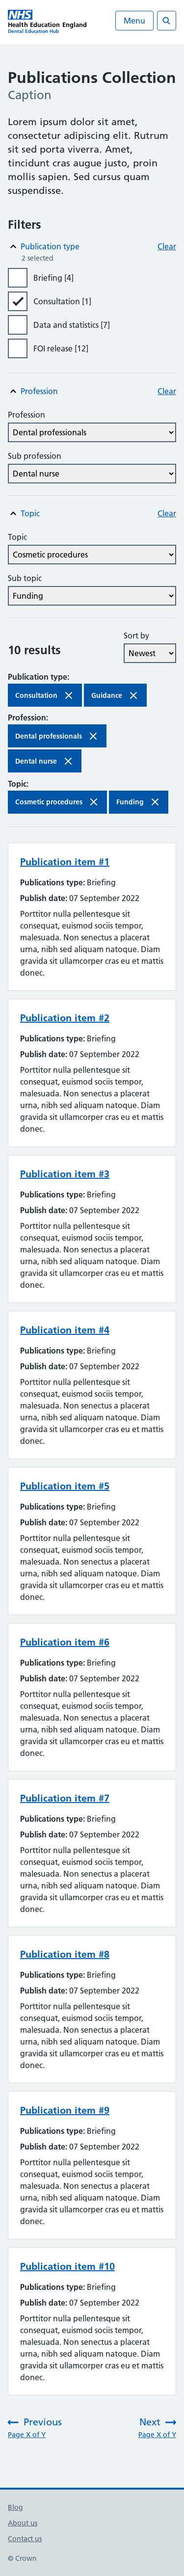 NHS
Health Education England
Dental Education Hub
Menu
Publications Collection
Caption
Lorem ipsum dolor sit amet,
consectetur adipiscing elit. Ut rutrum
ex sit sed porta viverra. Amet,
tincidunt cras augue justo, proin
mollis sapien. Sed cursus quam
suspendisse.
Filters
Publication type
Clear
2 selected
Briefing [4]
Consultation [1]
Data and statistics [7]
FOI release [12]
Profession
Clear
Profession
Dental professionals
Sub profession
Dental nurse
Topic
Clear
Topic
Cosmetic procedures
Sub topic
Funding
10 results
Sort by
Newest
Publication type:
Consultation
Guidance
Profession:
Dental professionals
Dental nurse
Topic:
Cosmetic procedures
Funding
Publication item #1
Publications type: Briefing
Publish date: 07 September 2022
Porttitor nulla pellentesque sit
consequat, euismod sociis tempor,
malesuada. Non senectus a placerat
urna, nibh sed aliquam natoque. Diam
gravida sit ullamcorper cras eu et mattis
donec.
Publication item #2
Publications type: Briefing
Publish date: 07 September 2022
Porttitor nulla pellentesque sit
consequat, euismod sociis tempor,
malesuada. Non senectus a placerat
urna, nibh sed aliquam natoque. Diam
gravida sit ullamcorper cras eu et mattis
donec.
Publication item #3
Publications type: Briefing
Publish date: 07 September 2022
Porttitor nulla pellentesque sit
consequat, euismod sociis tempor,
malesuada. Non senectus a placerat
urna, nibh sed aliquam natoque. Diam
gravida sit ullamcorper cras eu et mattis
donec.
Publication item #4
Publications type: Briefing
Publish date: 07 September 2022
Porttitor nulla pellentesque sit
consequat, euismod sociis tempor,
malesuada. Non senectus a placerat
urna, nibh sed aliquam natoque. Diam
gravida sit ullamcorper cras eu et mattis
donec.
Publication item #5
Publications type: Briefing
Publish date: 07 September 2022
Porttitor nulla pellentesque sit
consequat, euismod sociis tempor,
malesuada. Non senectus a placerat
urna, nibh sed aliquam natoque. Diam
gravida sit ullamcorper cras eu et mattis
donec.
Publication item #6
Publications type: Briefing
Publish date: 07 September 2022
Porttitor nulla pellentesque sit
consequat, euismod sociis tempor,
malesuada. Non senectus a placerat
urna, nibh sed aliquam natoque. Diam
gravida sit ullamcorper cras eu et mattis
donec.
Publication item #7
Publications type: Briefing
Publish date: 07 September 2022
Porttitor nulla pellentesque sit
consequat, euismod sociis tempor,
malesuada. Non senectus a placerat
urna, nibh sed aliquam natoque. Diam
gravida sit ullamcorper cras eu et mattis
donec.
Publication item #8
Publications type: Briefing
Publish date: 07 September 2022
Porttitor nulla pellentesque sit
consequat, euismod sociis tempor,
malesuada. Non senectus a placerat
urna, nibh sed aliquam natoque. Diam
gravida sit ullamcorper cras eu et mattis
donec.
Publication item #9
Publications type: Briefing
Publish date: 07 September 2022
Porttitor nulla pellentesque sit
consequat, euismod sociis tempor,
malesuada. Non senectus a placerat
urna, nibh sed aliquam natoque. Diam
gravida sit ullamcorper cras eu et mattis
donec.
Publication item #10
Publications type: Briefing
Publish date: 07 September 2022
Porttitor nulla pellentesque sit
consequat, euismod sociis tempor,
malesuada. Non senectus a placerat
urna, nibh sed aliquam natoque. Diam
gravida sit ullamcorper cras eu et mattis
donec.
Previous
Page X of Y
Next
Page X of Y
Blog
About us
Contact us
© Crown